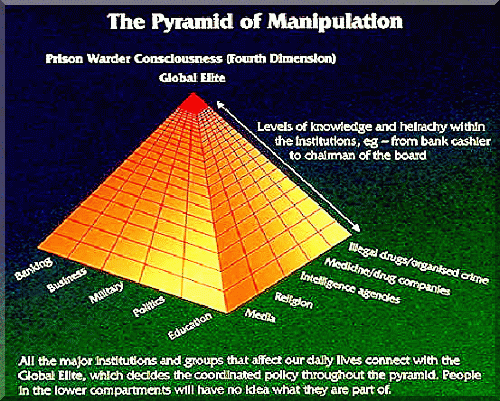 The Pyramid of Manipulation
Prison Warder Consciousness (Fourth Dimension)
Global Elite
Levels of knowledge and heirachy within
the institutions, eg – from bank cashier
to chairman of the board
Banking
Business
Military
Politics
Education
Media
Religion
Intelligence agencies
Medicine/drug companies
Illegal drugs/organised crime
All the major institutions and groups that affect our daily lives connect with the
Global Elite, which decides the coordinated policy throughout the pyramid. People
in the lower compartments will have no idea what they are part of.